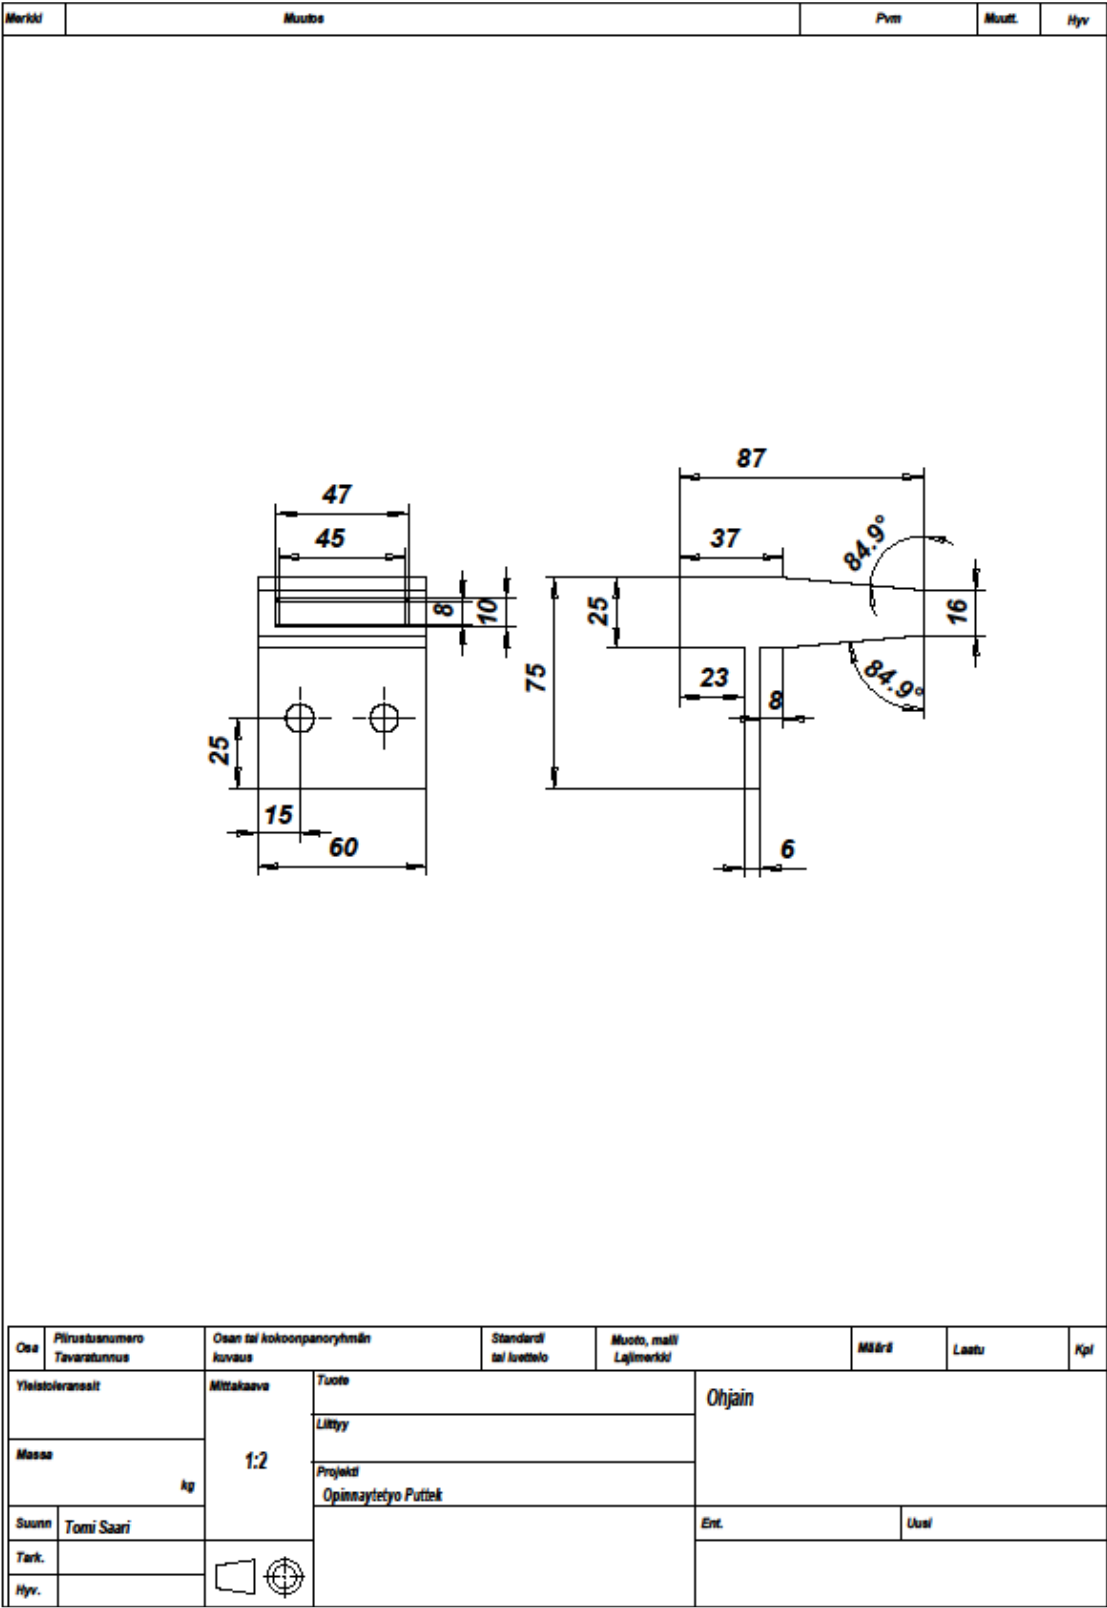 Merkki Muutos Pvm Muutt. Hyv
87
47
45
37
84.9°
8
10
25
16
75
23
84.9°
8
25
15
60
6
Osa Piirustusnumero Osan tai kokoonpanoryhmän Standardi Muoto, malli Määrä Laatu Kpl
Tavaratunnus kuvaus tai luettelo Lajimerkki
Yleistoleranssit Mittakaava Tuote Ohjain
Liittyy
Massa 1:2
Projekti
kg Opinnaytetyo Puttek
Suunn Tomi Saari Ent. Uusi
Tark.
Hyv.